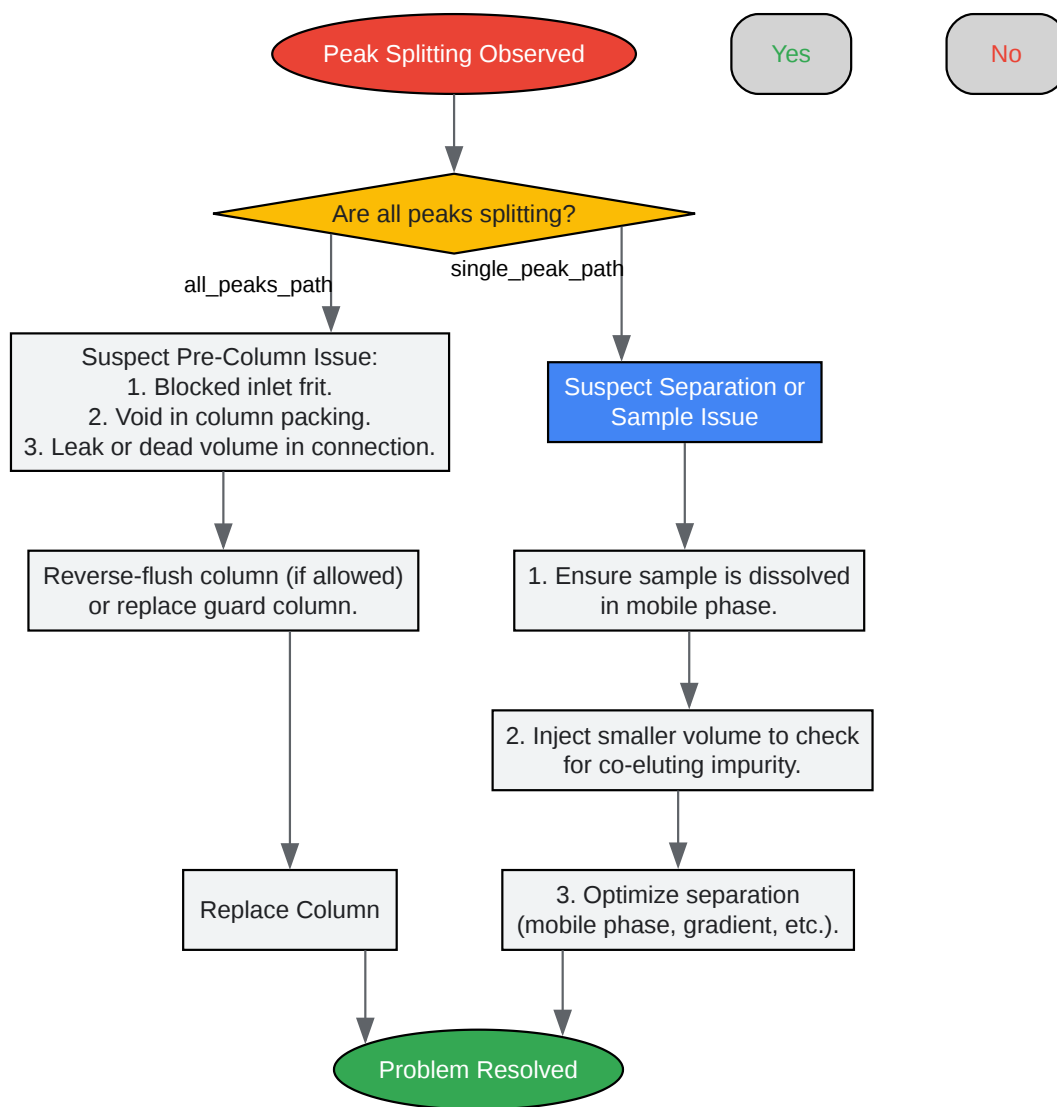 Peak Splitting Observed
Yes
No
Are all peaks splitting?
all_peaks_path
single_peak_path
Suspect Pre-Column Issue:
1. Blocked inlet frit.
2. Void in column packing.
3. Leak or dead volume in connection.
Suspect Separation or
Sample Issue
Reverse-flush column (if allowed)
or replace guard column.
1. Ensure sample is dissolved
in mobile phase.
2. Inject smaller volume to check
for co-eluting impurity.
Replace Column
3. Optimize separation
(mobile phase, gradient, etc.).
Problem Resolved